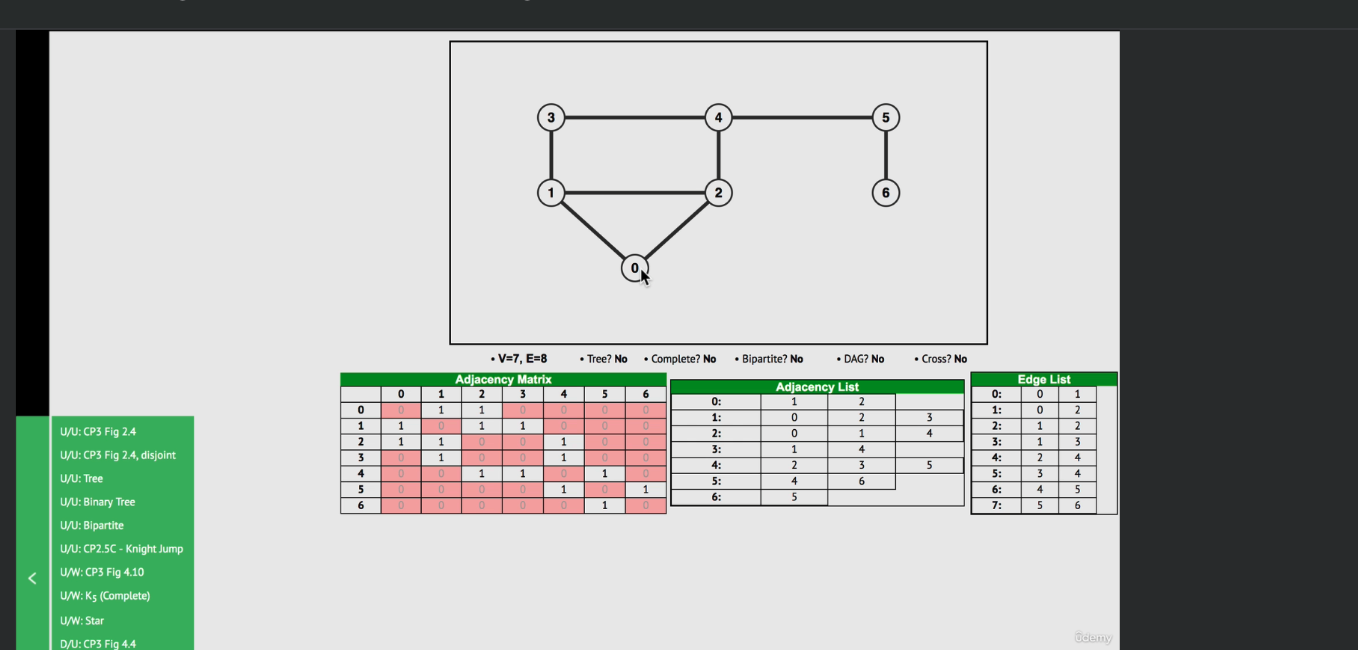 3 4 5
1 2 6
0
• V=7, E=8 • Tree? No • Complete? No • Bipartite? No • DAG? No • Cross? No
Adjacency Matrix
0 1 2 3 4 5 6
0 0 1 1 0 0 0 0
1 1 0 1 1 0 0 0
2 1 1 0 0 1 0 0
3 0 1 0 0 1 0 0
4 0 0 1 1 0 1 0
5 0 0 0 0 1 0 1
6 0 0 0 0 0 1 0
Adjacency List
0: 1 2
1: 0 2 3
2: 0 1 4
3: 1 4
4: 2 3 5
5: 4 6
6: 5
Edge List
0: 0 1
1: 0 2
2: 1 2
3: 1 3
4: 2 4
5: 3 4
6: 4 5
7: 5 6
U/U: CP3 Fig 2.4
U/U: CP3 Fig 2.4, disjoint
U/U: Tree
U/U: Binary Tree
U/U: Bipartite
U/U: CP2.5C - Knight Jump
U/W: CP3 Fig 4.10
<
U/W: K5 (Complete)
U/W: Star
D/U: CP3 Fig 4.4
ûdemy